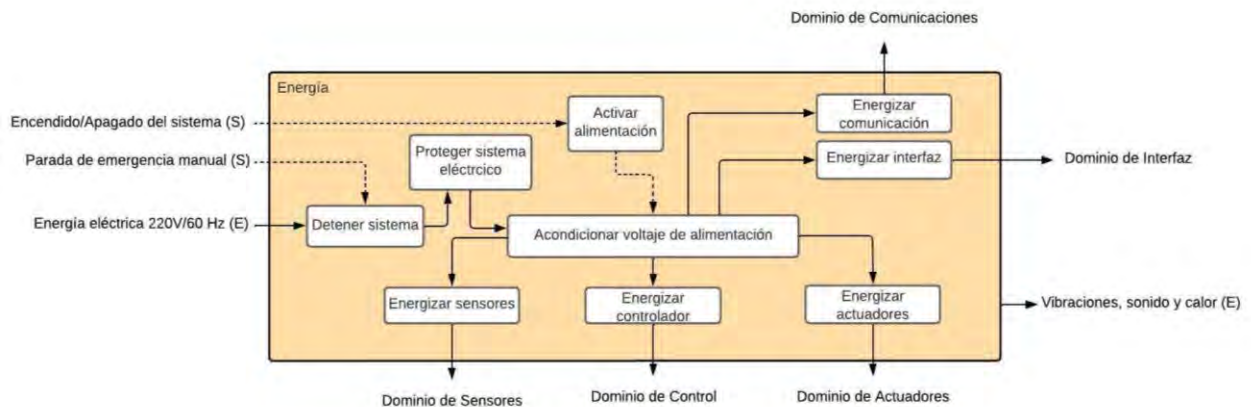 Dominio de Comunicaciones
Energía
Encendido/Apagado del sistema (S)
Activar
alimentación
Energizar
comunicación
Parada de emergencia manual (S)
Proteger sistema
eléctrcico
Energizar interfaz
Dominio de Interfaz
Energía eléctrica 220V/60 Hz (E)
Detener sistema
Acondicionar voltaje de alimentación
Energizar sensores
Energizar
controlador
Energizar
actuadores
Vibraciones, sonido y calor (E)
Dominio de Sensores
Dominio de Control
Dominio de Actuadores